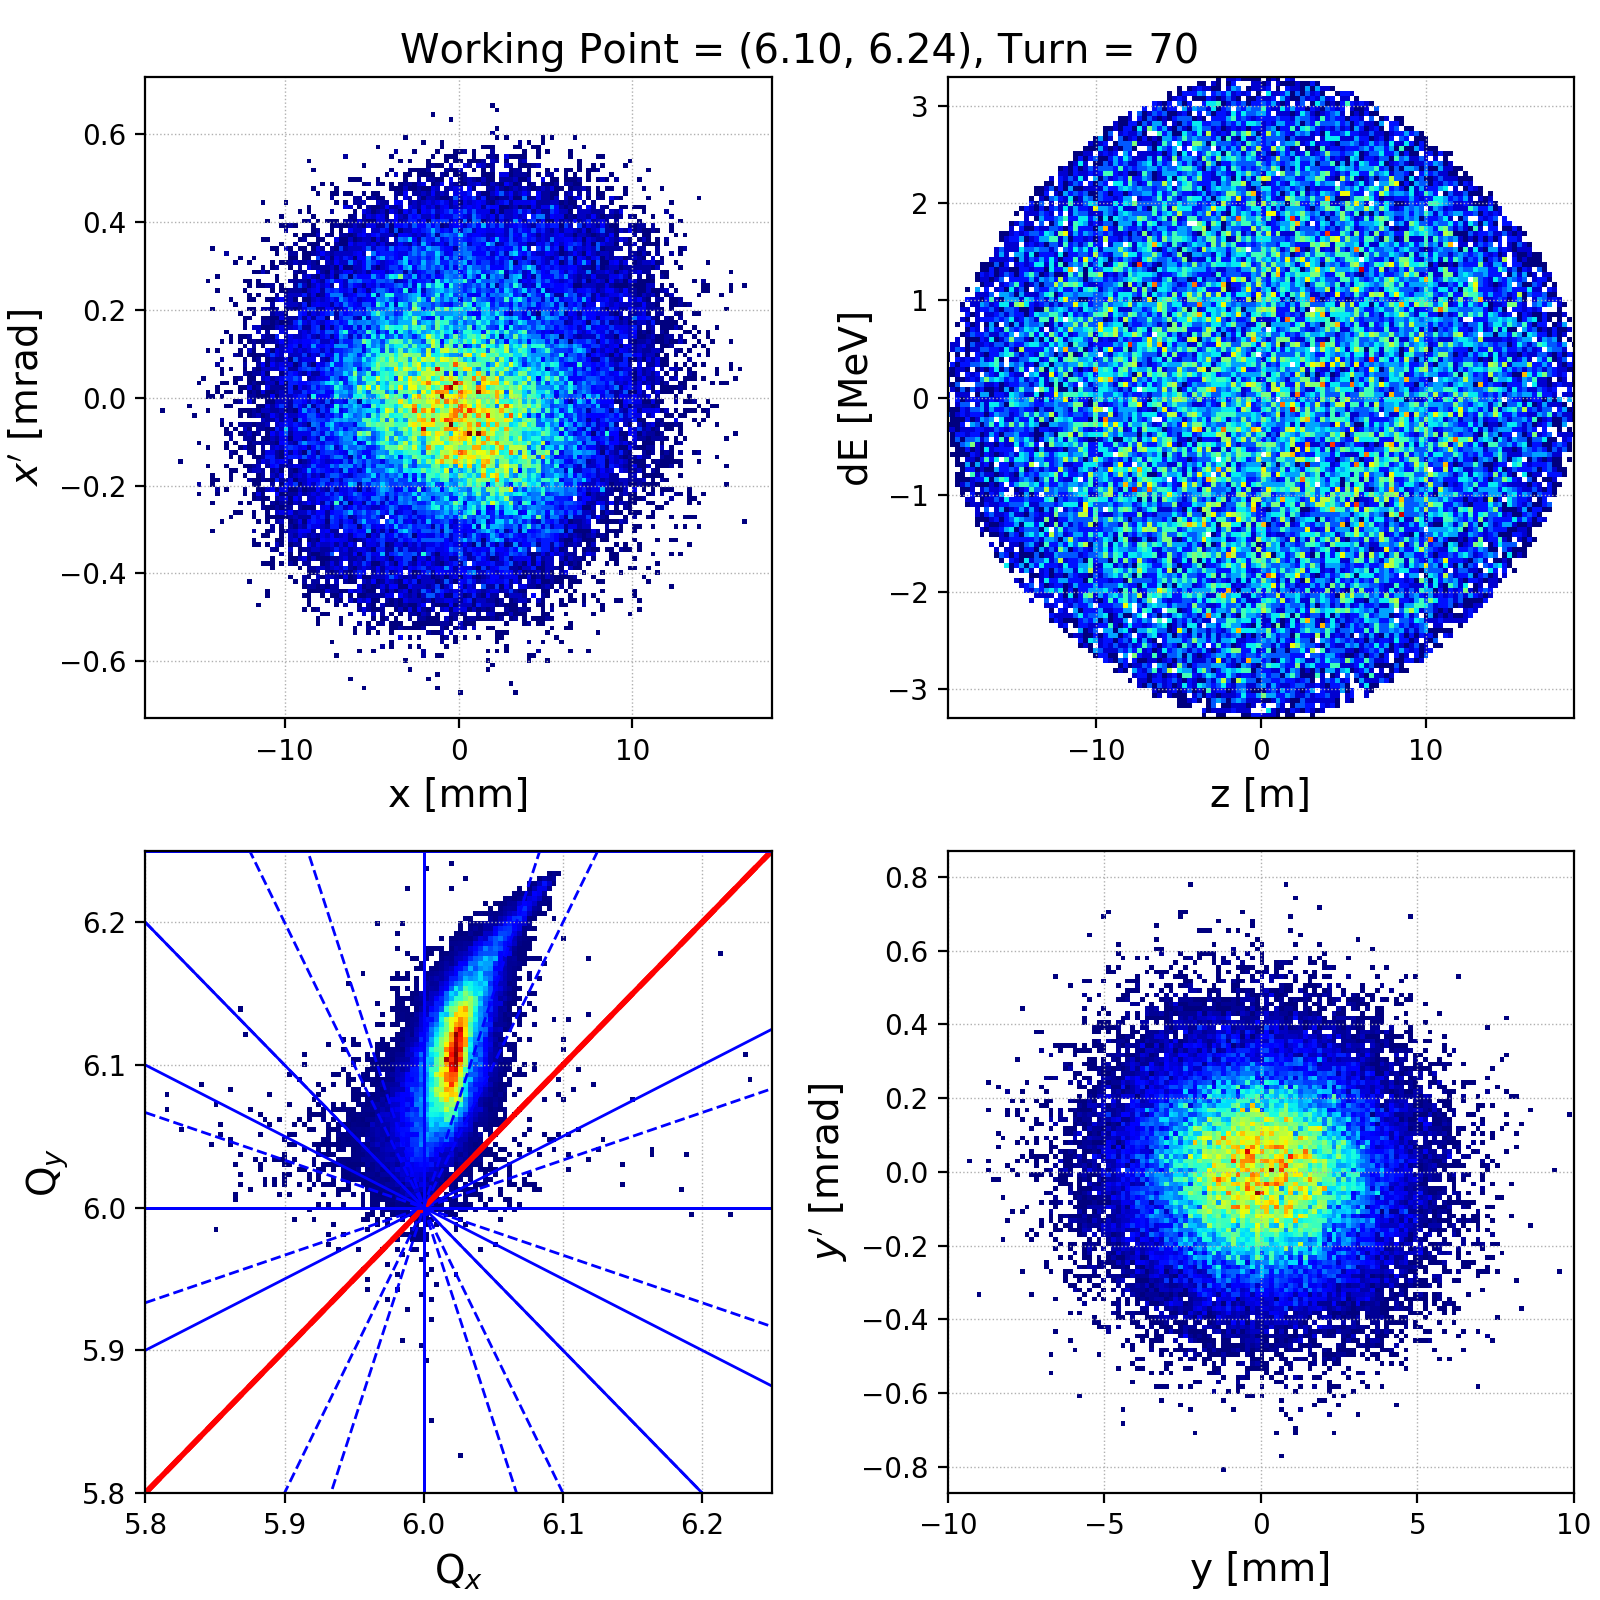 Working Point = (6.10, 6.24), Turn = 70
0.6
0.4
0.2
0.0
−0.2
−0.4
−0.6
x′ [mrad]
−10 0 10
x [mm]
3
2
1
0
−1
−2
−3
dE [MeV]
−10 0 10
z [m]
6.2
6.1
6.0
5.9
5.8
Qy
5.8 5.9 6.0 6.1 6.2
Qx
0.8
0.6
0.4
0.2
0.0
−0.2
−0.4
−0.6
−0.8
y′ [mrad]
−10 −5 0 5 10
y [mm]